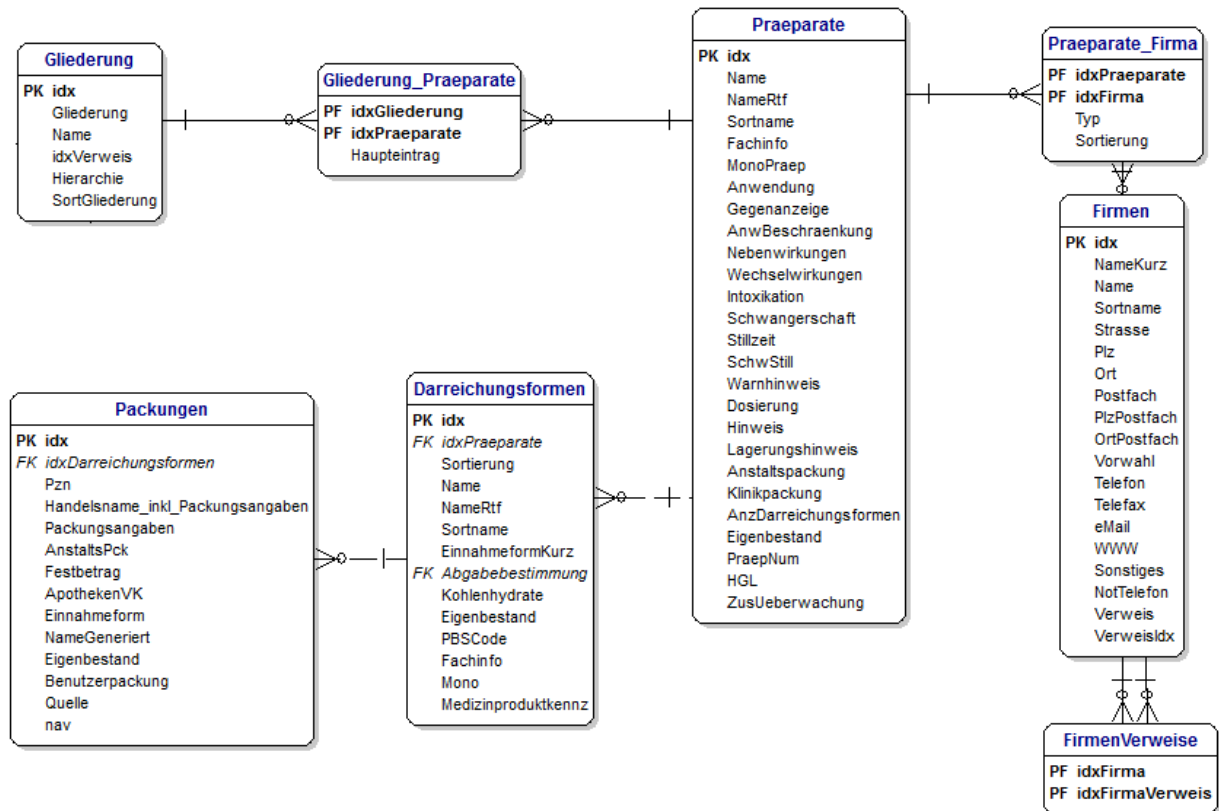 Gliederung
PK idx
Gliederung
Name
idxVerweis
Hierarchie
SortGliederung
Gliederung_Praeparate
PF idxGliederung
PF idxPraeparate
Haupteintrag
Praeparate
PK idx
Name
NameRtf
Sortname
Fachinfo
MonoPraep
Anwendung
Gegenanzeige
AnwBeschraenkung
Nebenwirkungen
Wechselwirkungen
Intoxikation
Schwangerschaft
Stillzeit
SchwStill
Warnhinweis
Dosierung
Hinweis
Lagerungshinweis
Anstaltspackung
Klinikpackung
AnzDarreichungsformen
Eigenbestand
PraepNum
HGL
ZusUeberwachung
Praeparate_Firma
PF idxPraeparate
PF idxFirma
Typ
Sortierung
Firmen
PK idx
NameKurz
Name
Sortname
Strasse
Plz
Ort
Postfach
PlzPostfach
OrtPostfach
Vorwahl
Telefon
Telefax
eMail
WWW
Sonstiges
NotTelefon
Verweis
VerweisIdx
Packungen
PK idx
FK idxDarreichungsformen
Pzn
Handelsname_inkl_Packungsangaben
Packungsangaben
AnstaltsPck
Festbetrag
ApothekenVK
Einnahmeform
NameGeneriert
Eigenbestand
Benutzerpackung
Quelle
nav
Darreichungsformen
PK idx
FK idxPraeparate
Sortierung
Name
NameRtf
Sortname
EinnahmeformKurz
FK Abgabebestimmung
Kohlenhydrate
Eigenbestand
PBSCode
Fachinfo
Mono
Medizinproduktkennz
FirmenVerweise
PF idxFirma
PF idxFirmaVerweis